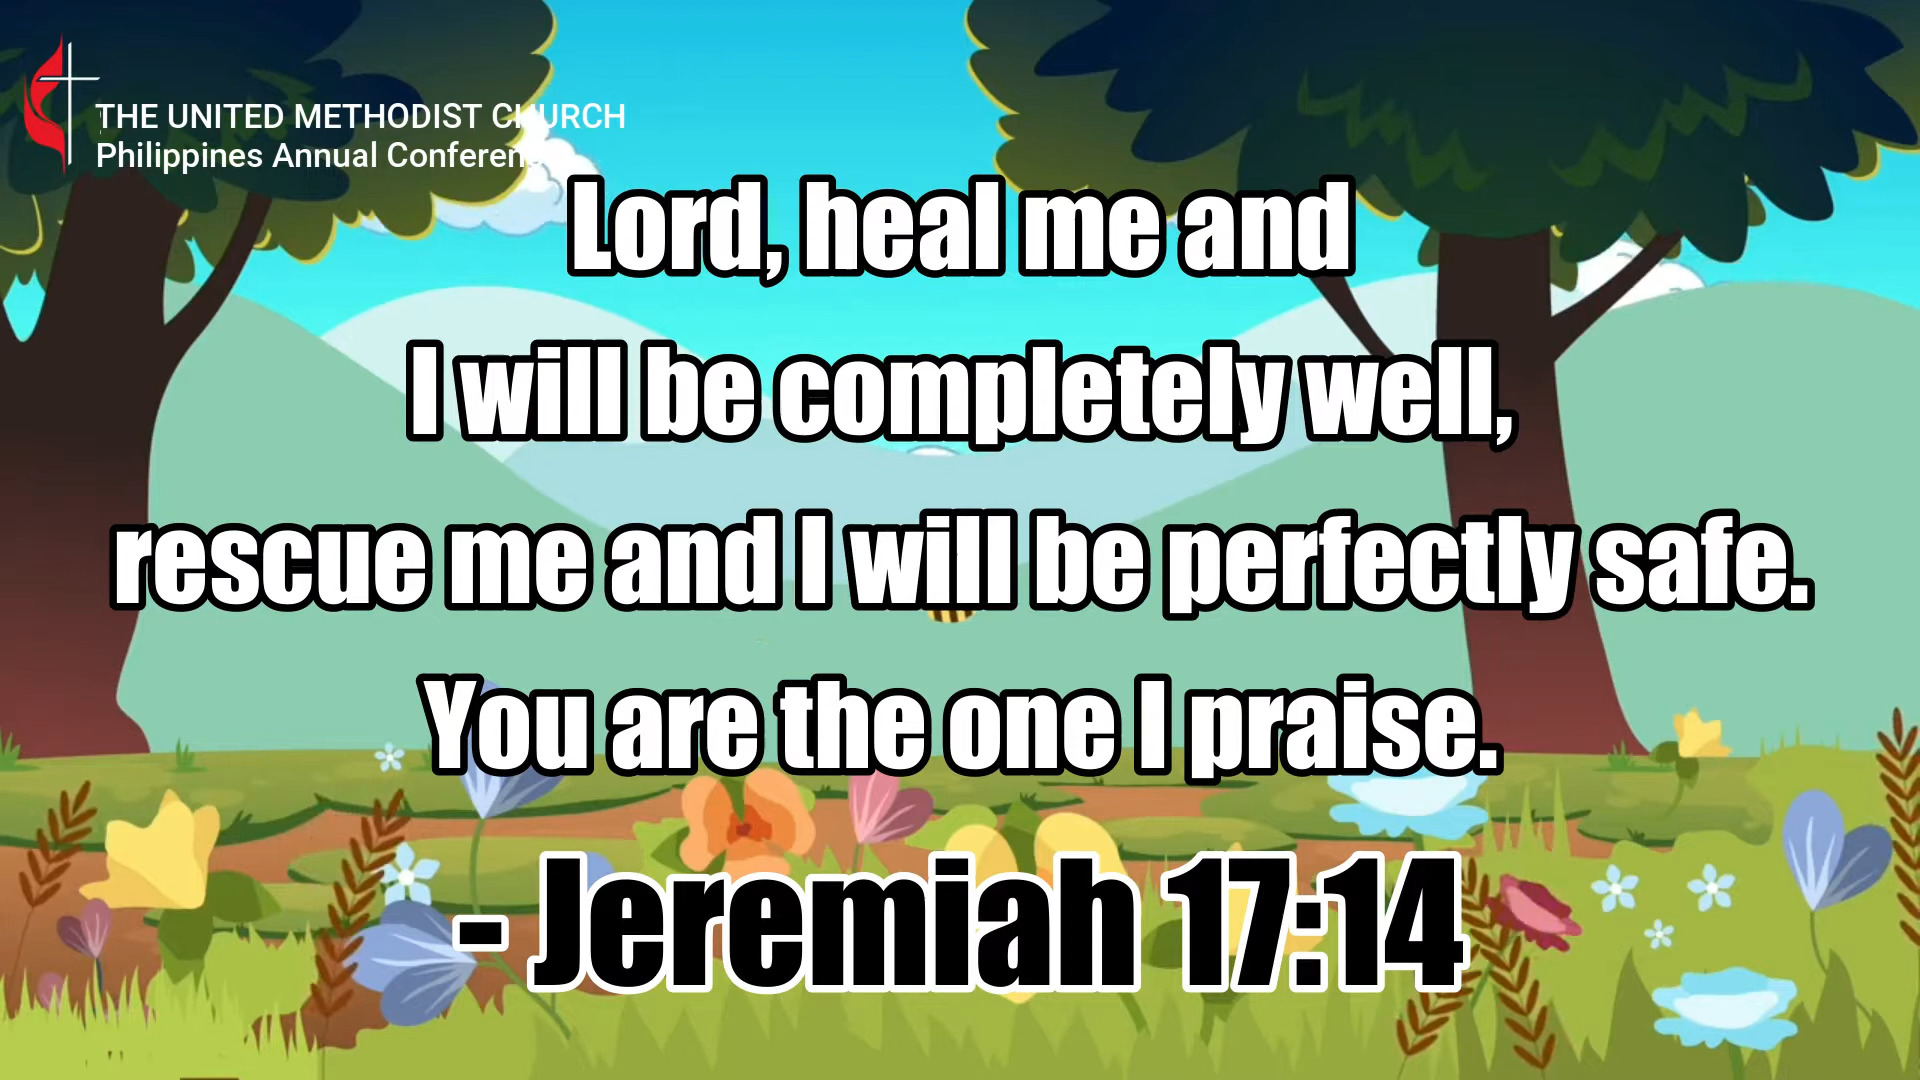 THE UNITED METHODIST CHURCH
Philippines Annual Conference
Lord, heal me and
I will be completely well,
rescue me and I will be perfectly safe.
You are the one I praise.
- Jeremiah 17:14